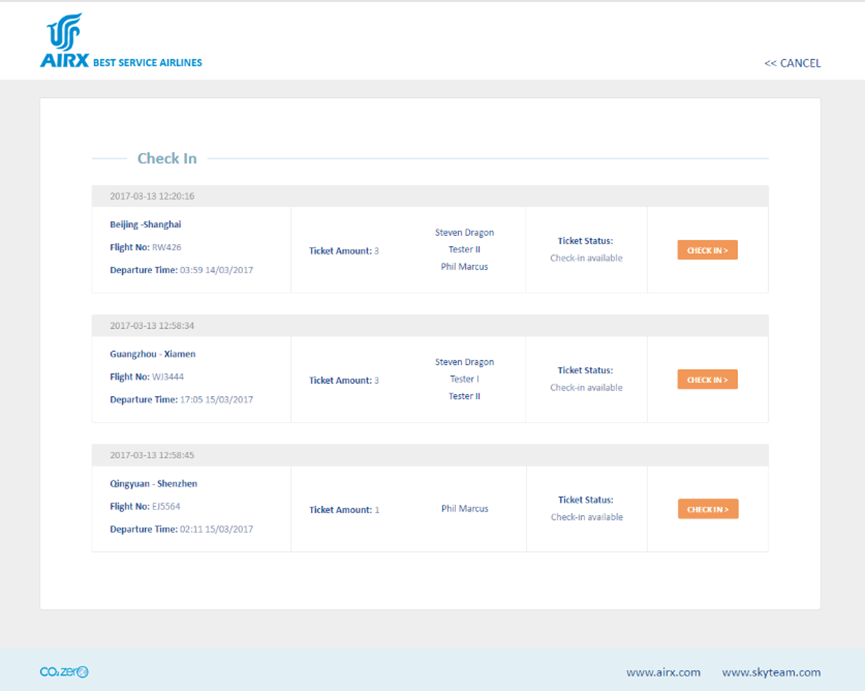 AIRX BEST SERVICE AIRLINES
<< CANCEL
Check In
2017-03-13 12:20:16
Beijing -Shanghai
Flight No: RW426
Departure Time: 03:59 14/03/2017
Ticket Amount: 3
Steven Dragon
Tester II
Phil Marcus
Ticket Status:
Check-in available
CHECK IN >
2017-03-13 12:58:34
Guangzhou - Xiamen
Flight No: WJ3444
Departure Time: 17:05 15/03/2017
Ticket Amount: 3
Steven Dragon
Tester I
Tester II
Ticket Status:
Check-in available
CHECK IN >
2017-03-13 12:58:45
Qingyuan - Shenzhen
Flight No: EJ5564
Departure Time: 02:11 15/03/2017
Ticket Amount: 1
Phil Marcus
Ticket Status:
Check-in available
CHECK IN >
CO₂zero
www.airx.com www.skyteam.com